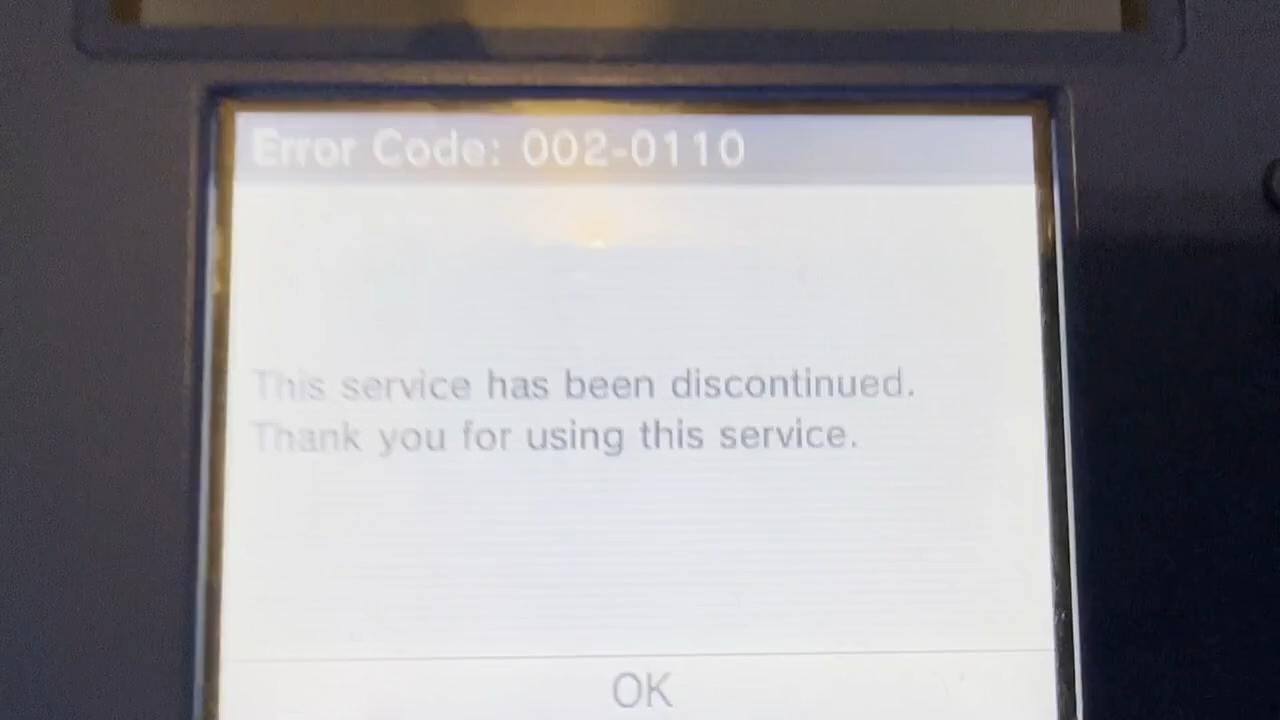 Error Code: 002-0110
This service has been discontinued.
Thank you for using this service.
OK